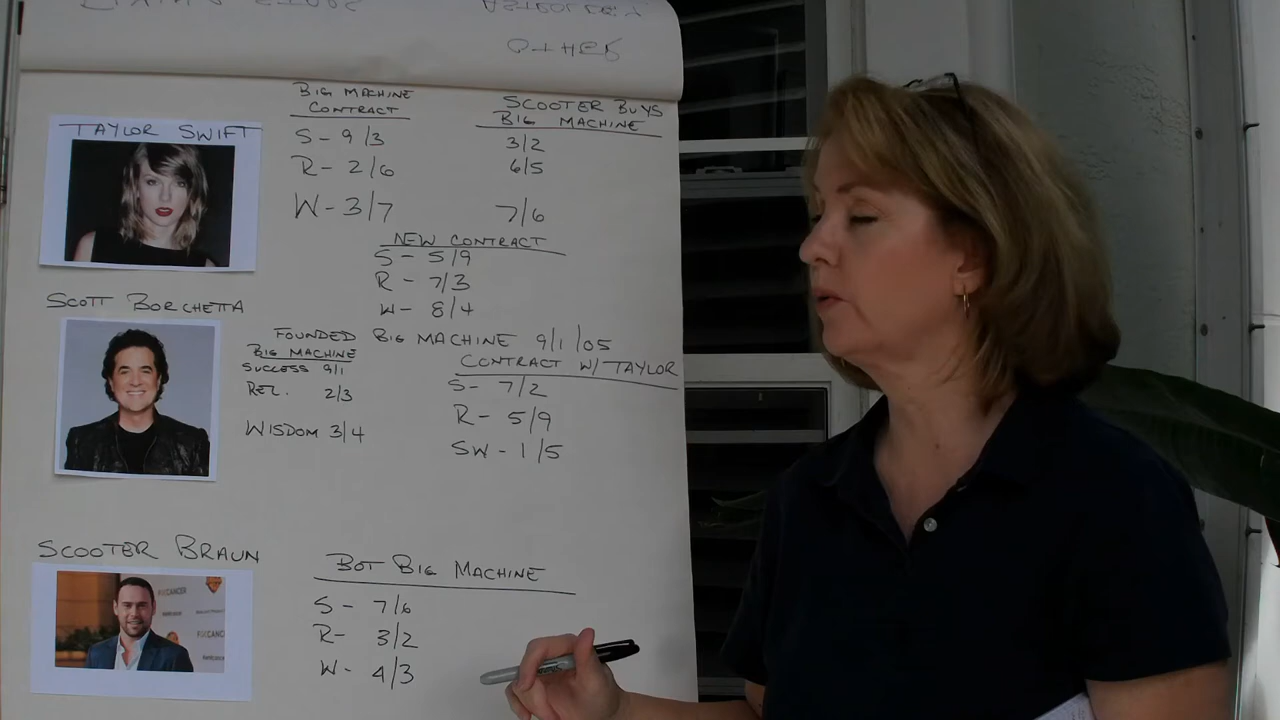 OTHER
BIG MACHINE
CONTRACT
SCOOTER BUYS
BIG MACHINE
TAYLOR SWIFT
S - 9/3
3/2
R - 2/6
6/5
W - 3/7
7/6
NEW CONTRACT
S - 5/9
R - 7/3
W - 8/4
SCOTT BORCHETTA
FOUNDED BIG MACHINE 9/1/05
BIG MACHINE
CONTRACT W/ TAYLOR
SUCCESS 9/1
S - 7/2
REL. 2/3
R - 5/9
WISDOM 3/4
SW - 1/5
SCOOTER BRAUN
BOT BIG MACHINE
S - 7/6
R - 3/2
W - 4/3